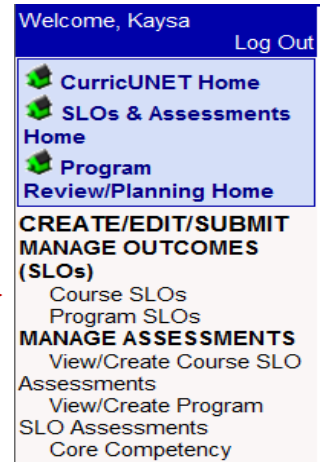 Welcome, Kaysa
Log Out
CurricUNET Home
SLOs & Assessments
Home
Program
Review/Planning Home
CREATE/EDIT/SUBMIT
MANAGE OUTCOMES
(SLOs)
Course SLOs
Program SLOs
MANAGE ASSESSMENTS
View/Create Course SLO
Assessments
View/Create Program
SLO Assessments
Core Competency